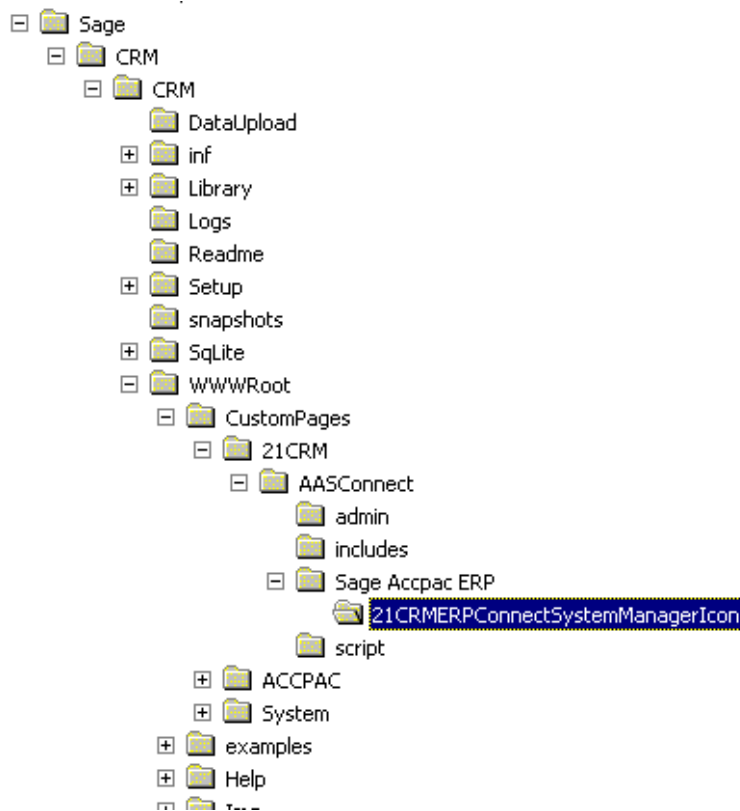 Sage
CRM
CRM
DataUpload
inf
Library
Logs
Readme
Setup
snapshots
SqLite
WWWRoot
CustomPages
21CRM
AASConnect
admin
includes
Sage Accpac ERP
21CRMERPConnectSystemManagerIcon
script
ACCPAC
System
examples
Help